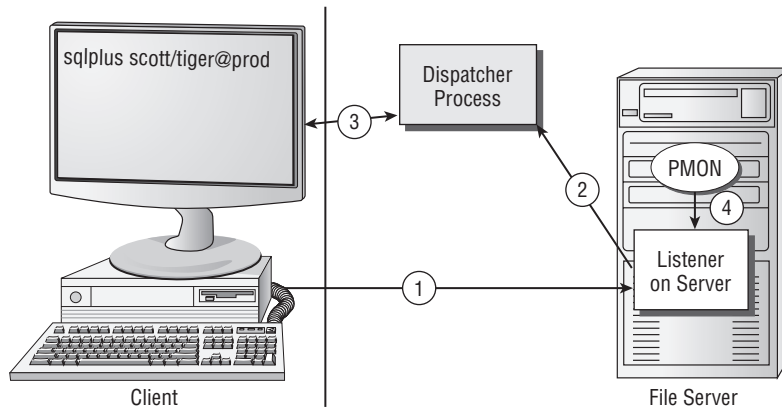 sqlplus scott/tiger@prod
Dispatcher
Process
3
PMON
2
4
Listener
on Server
1
Client
File Server